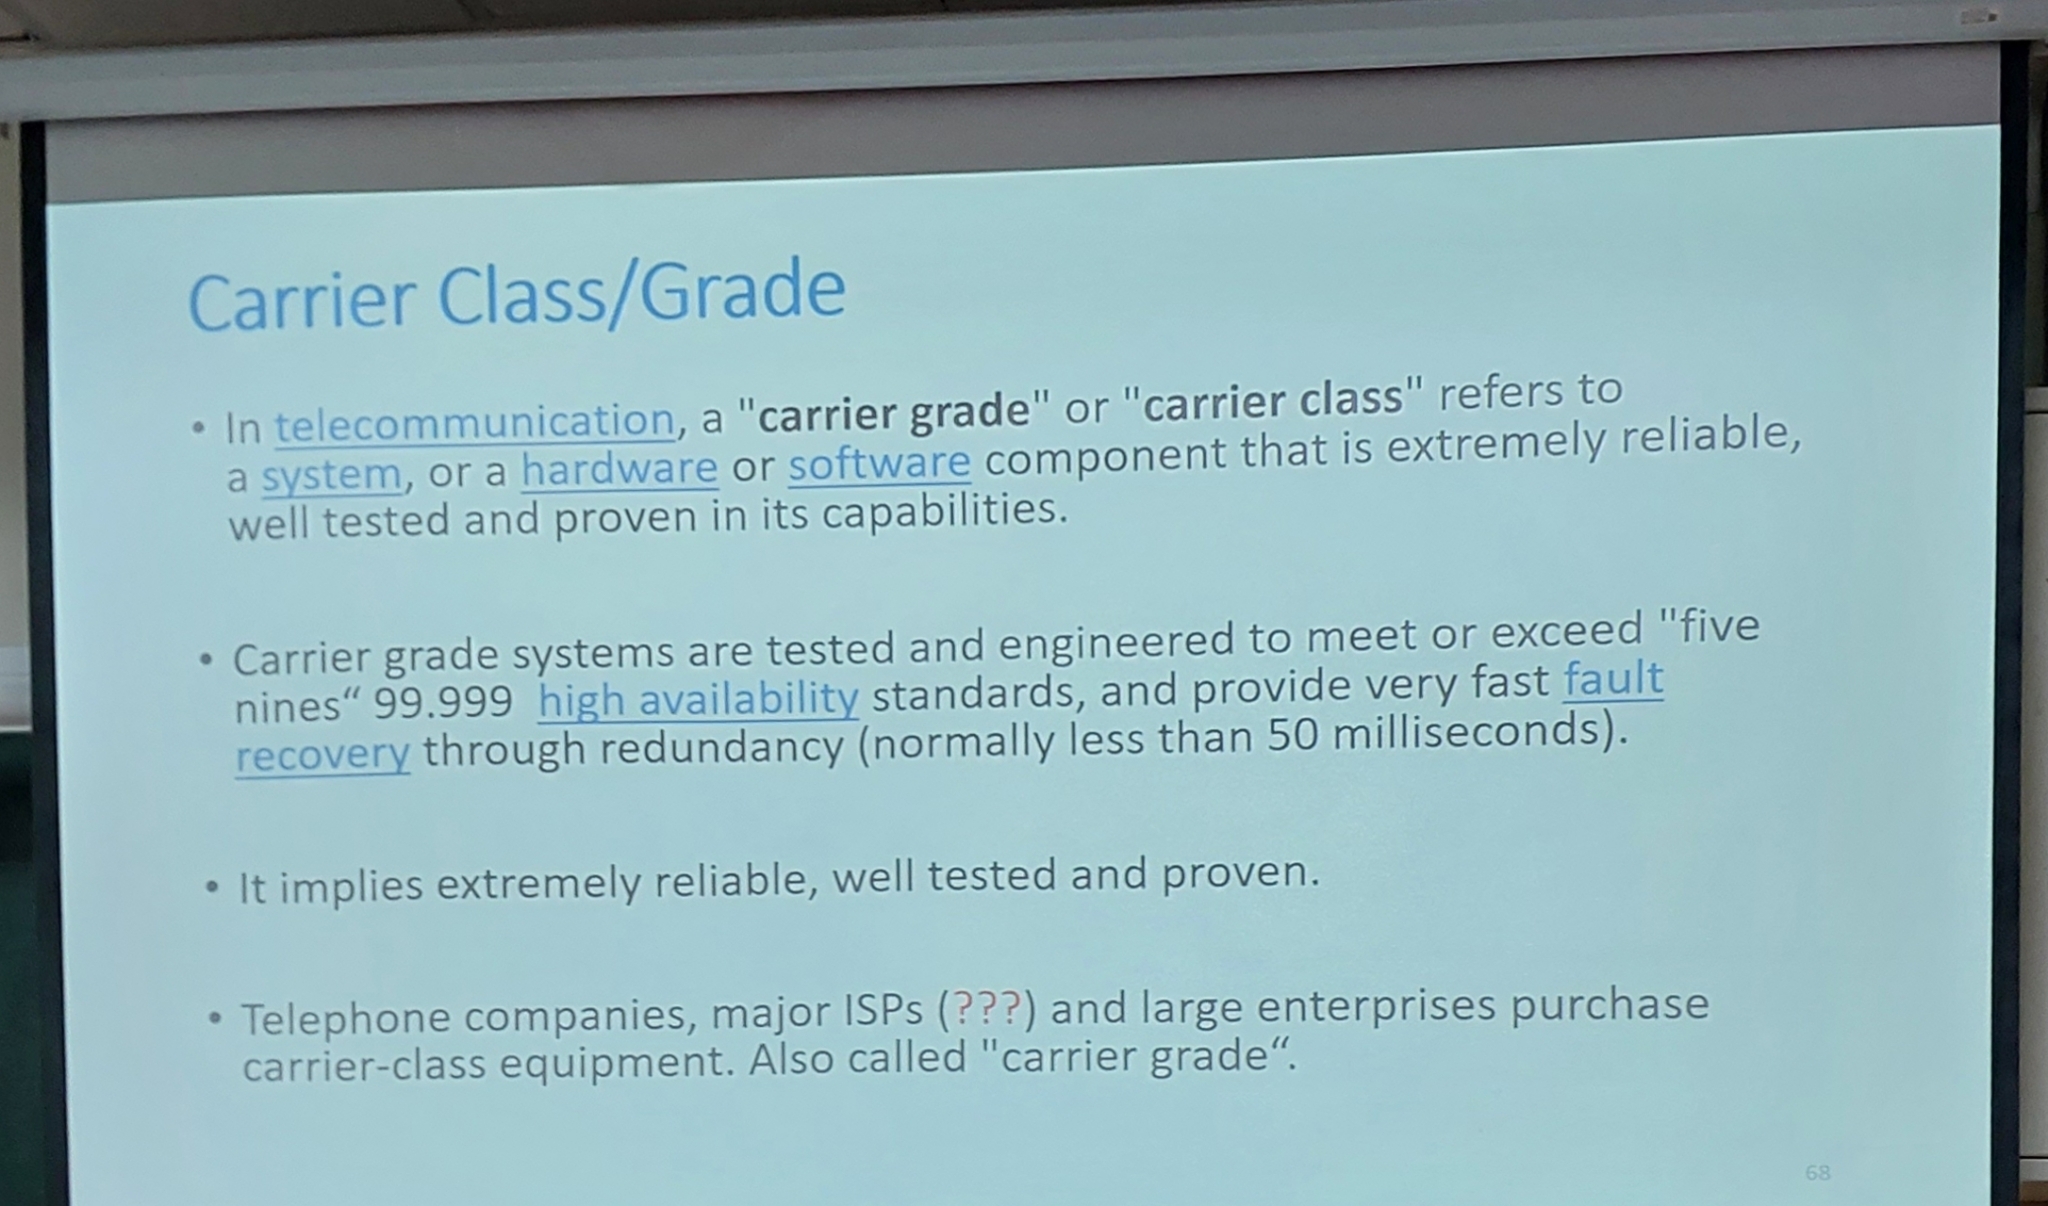 Carrier Class/Grade
• In telecommunication, a "carrier grade" or "carrier class" refers to
a system, or a hardware or software component that is extremely reliable,
well tested and proven in its capabilities.
• Carrier grade systems are tested and engineered to meet or exceed "five
nines“ 99.999 high availability standards, and provide very fast fault
recovery through redundancy (normally less than 50 milliseconds).
• It implies extremely reliable, well tested and proven.
• Telephone companies, major ISPs (???) and large enterprises purchase
carrier-class equipment. Also called "carrier grade“.
68